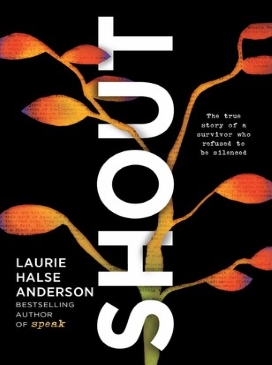 SHOUT
The true
story of a
survivor who
refused to
be silenced
LAURIE
HALSE
ANDERSON
BESTSELLING
AUTHOR
OF speak